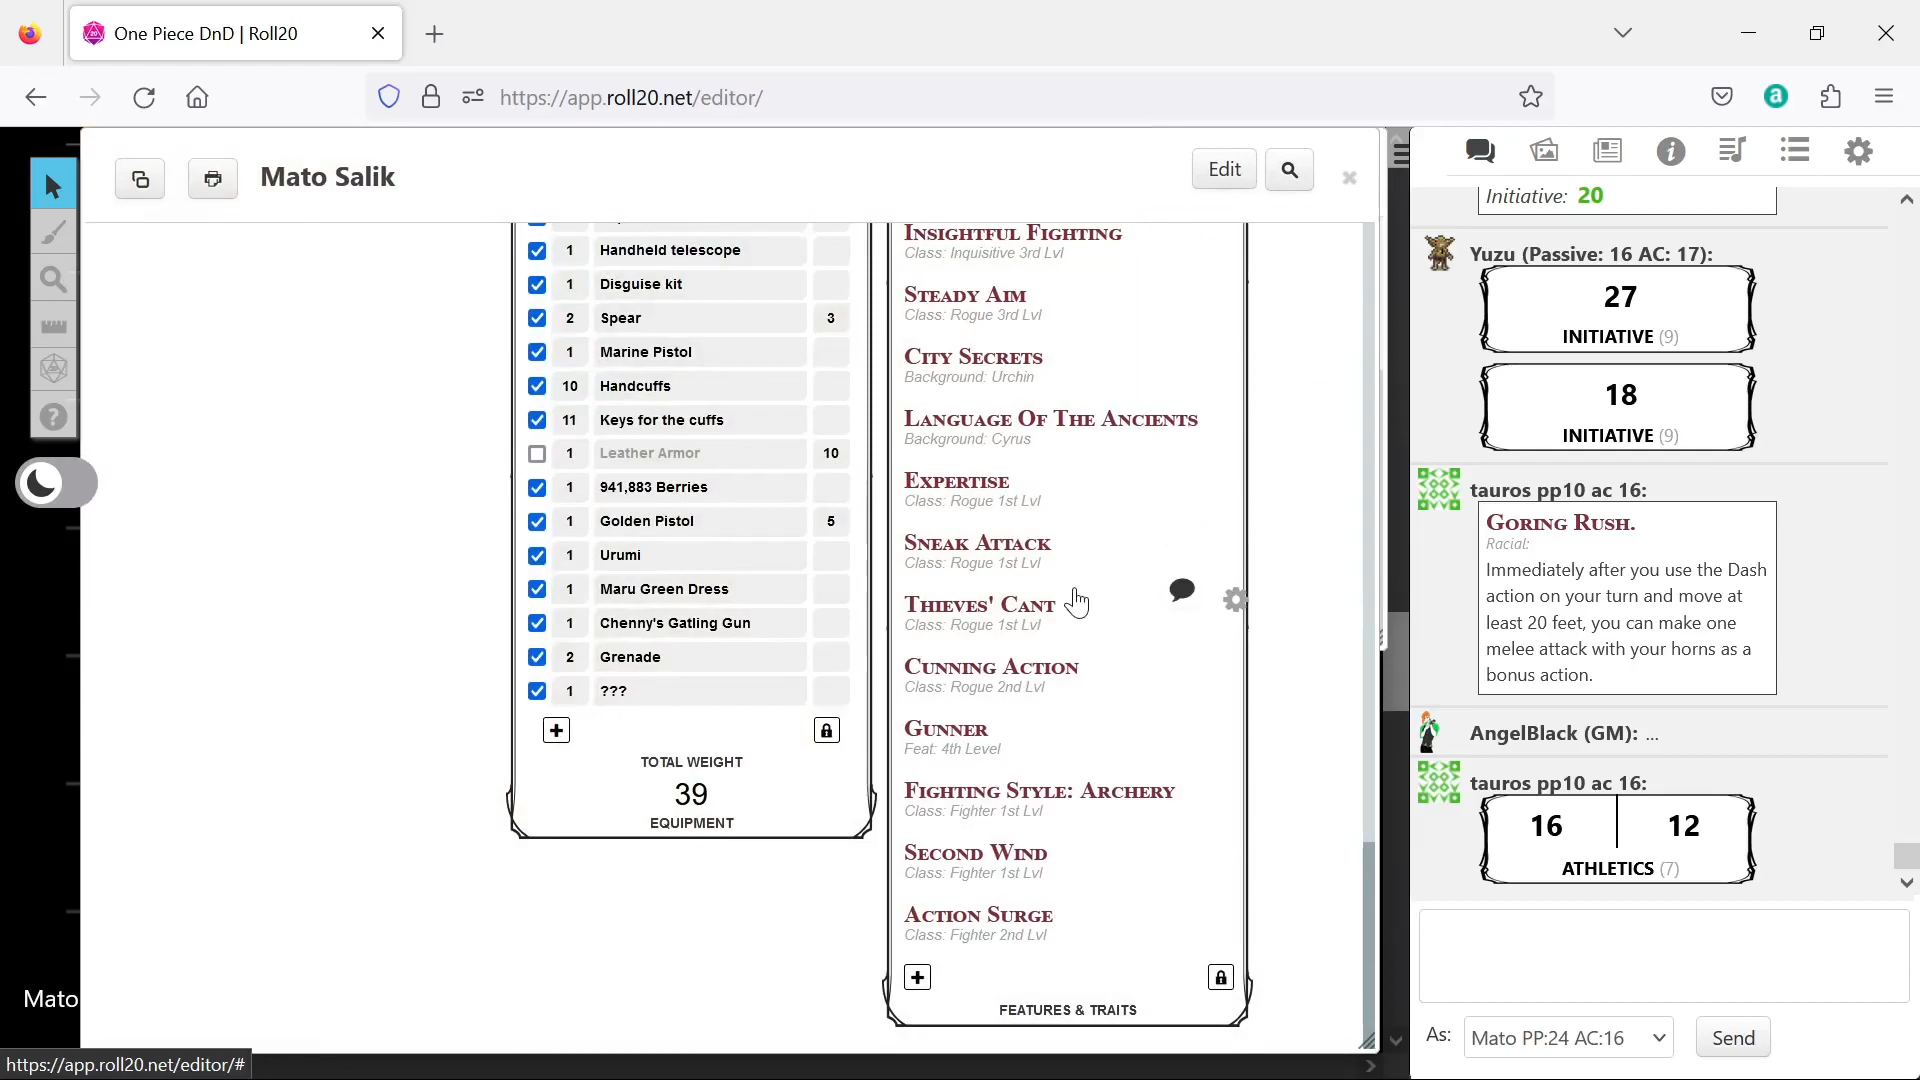 One Piece DnD | Roll20
https://app.roll20.net/editor/
Mato Salik
Edit
1 Handheld telescope
1 Disguise kit
2 Spear 3
1 Marine Pistol
10 Handcuffs
11 Keys for the cuffs
1 Leather Armor 10
1 941,883 Berries
1 Golden Pistol 5
1 Urumi
1 Maru Green Dress
1 Chenny's Gatling Gun
2 Grenade
1 ???
TOTAL WEIGHT
39
EQUIPMENT
Insightful Fighting
Class: Inquisitive 3rd Lvl
Steady Aim
Class: Rogue 3rd Lvl
City Secrets
Background: Urchin
Language Of The Ancients
Background: Cyrus
Expertise
Class: Rogue 1st Lvl
Sneak Attack
Class: Rogue 1st Lvl
Thieves' Cant
Class: Rogue 1st Lvl
Cunning Action
Class: Rogue 2nd Lvl
Gunner
Feat: 4th Level
Fighting Style: Archery
Class: Fighter 1st Lvl
Second Wind
Class: Fighter 1st Lvl
Action Surge
Class: Fighter 2nd Lvl
FEATURES & TRAITS
Initiative: 20
Yuzu (Passive: 16 AC: 17):
27
INITIATIVE (9)
18
INITIATIVE (9)
tauros pp10 ac 16:
Goring Rush.
Racial:
Immediately after you use the Dash
action on your turn and move at
least 20 feet, you can make one
melee attack with your horns as a
bonus action.
AngelBlack (GM): ...
tauros pp10 ac 16:
16 12
ATHLETICS (7)
As: Mato PP:24 AC:16 Send
Mato
https://app.roll20.net/editor/#